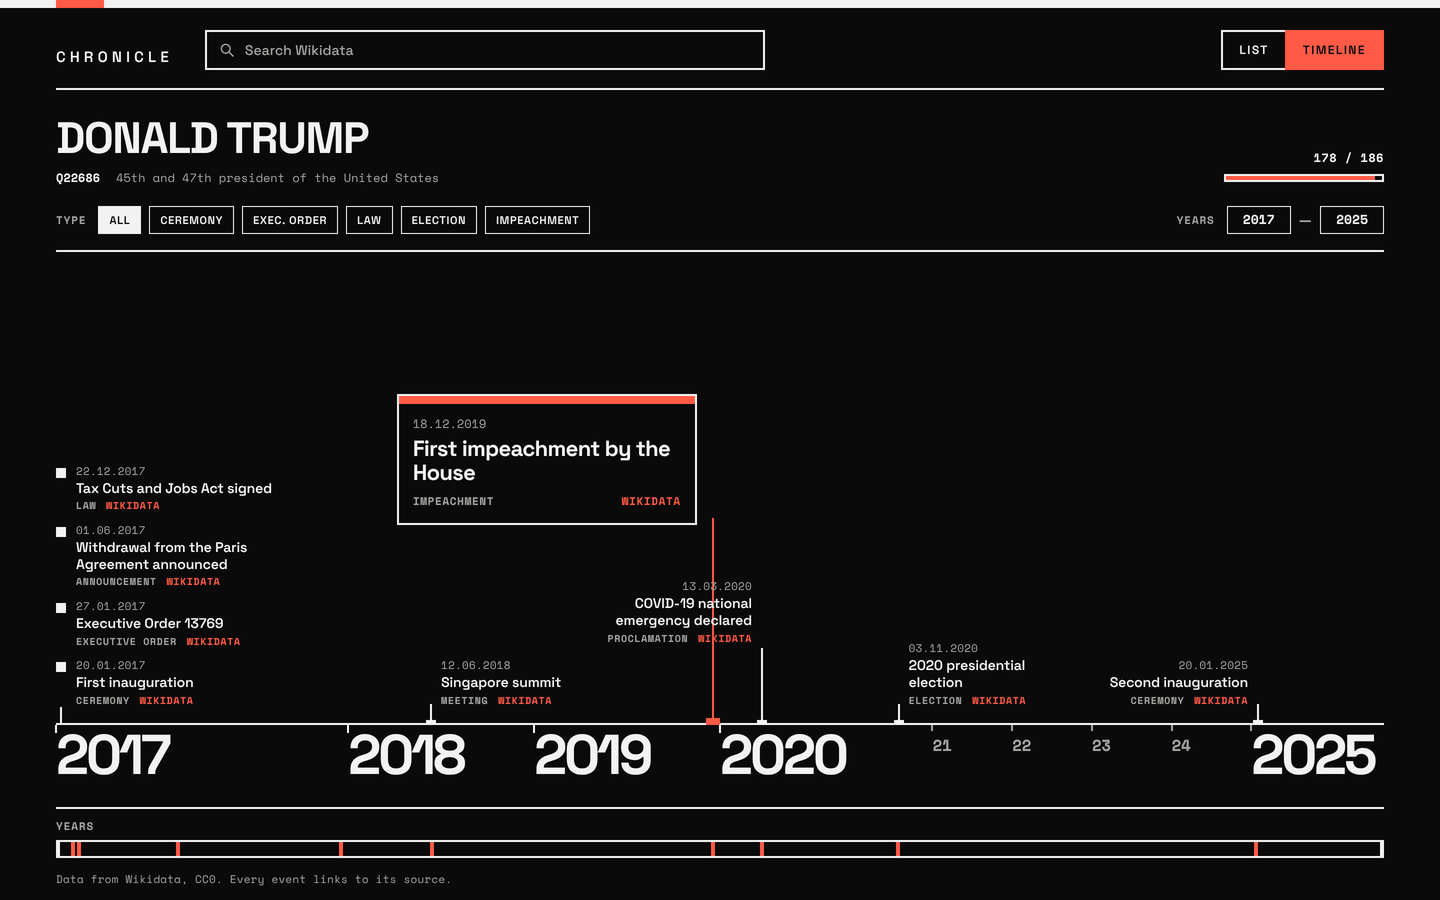 CHRONICLE
Search Wikidata
LIST
TIMELINE
DONALD TRUMP
Q22686 45th and 47th president of the United States
178 / 186
TYPE ALL CEREMONY EXEC. ORDER LAW ELECTION IMPEACHMENT
YEARS 2017 — 2025
18.12.2019
First impeachment by the
House
IMPEACHMENT WIKIDATA
22.12.2017
Tax Cuts and Jobs Act signed
LAW WIKIDATA
01.06.2017
Withdrawal from the Paris
Agreement announced
ANNOUNCEMENT WIKIDATA
27.01.2017
Executive Order 13769
EXECUTIVE ORDER WIKIDATA
20.01.2017
First inauguration
CEREMONY WIKIDATA
12.06.2018
Singapore summit
MEETING WIKIDATA
13.03.2020
COVID-19 national
emergency declared
PROCLAMATION WIKIDATA
03.11.2020
2020 presidential
election
ELECTION WIKIDATA
20.01.2025
Second inauguration
CEREMONY WIKIDATA
2017 2018 2019 2020 21 22 23 24 2025
YEARS
Data from Wikidata, CC0. Every event links to its source.